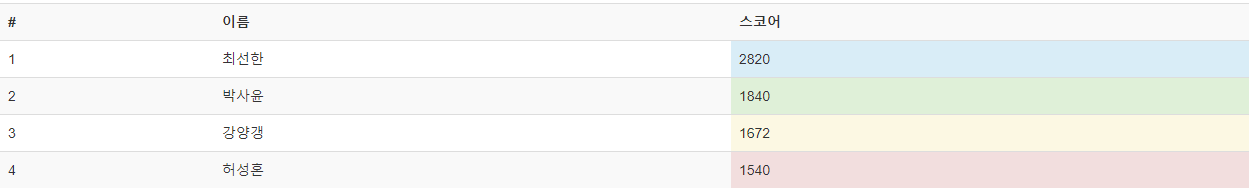 # 이름 스코어
1 최선한 2820
2 박사윤 1840
3 강양갱 1672
4 허성혼 1540